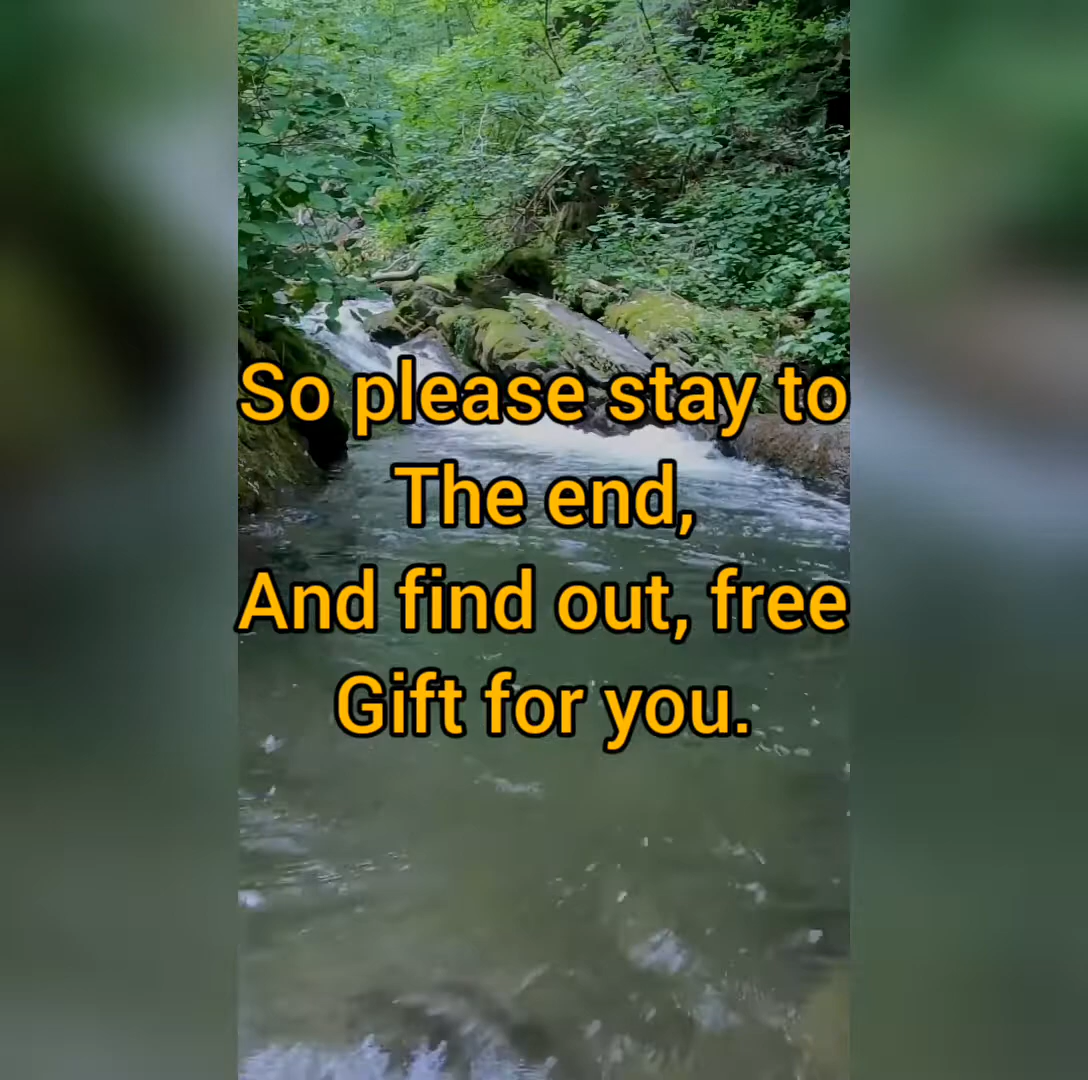 So please stay to
The end,
And find out, free
Gift for you.